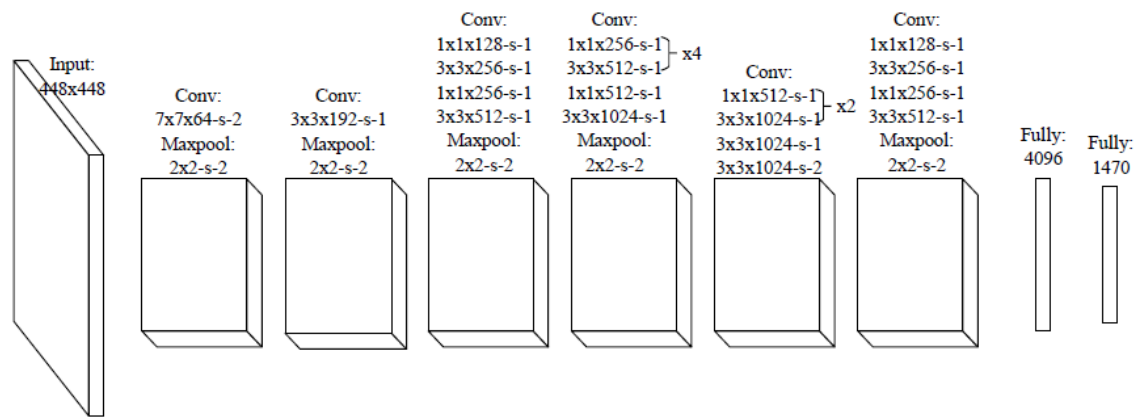 Input:
448x448
Conv:
7x7x64-s-2
Maxpool:
2x2-s-2
Conv:
3x3x192-s-1
Maxpool:
2x2-s-2
Conv:
1x1x128-s-1
3x3x256-s-1
1x1x256-s-1
3x3x512-s-1
Maxpool:
2x2-s-2
Conv:
1x1x256-s-1
3x3x512-s-1
x4
1x1x512-s-1
3x3x1024-s-1
Maxpool:
2x2-s-2
Conv:
1x1x512-s-1
3x3x1024-s-1
x2
3x3x1024-s-1
3x3x1024-s-2
Conv:
1x1x128-s-1
3x3x256-s-1
1x1x256-s-1
3x3x512-s-1
Maxpool:
2x2-s-2
Fully:
4096
Fully:
1470